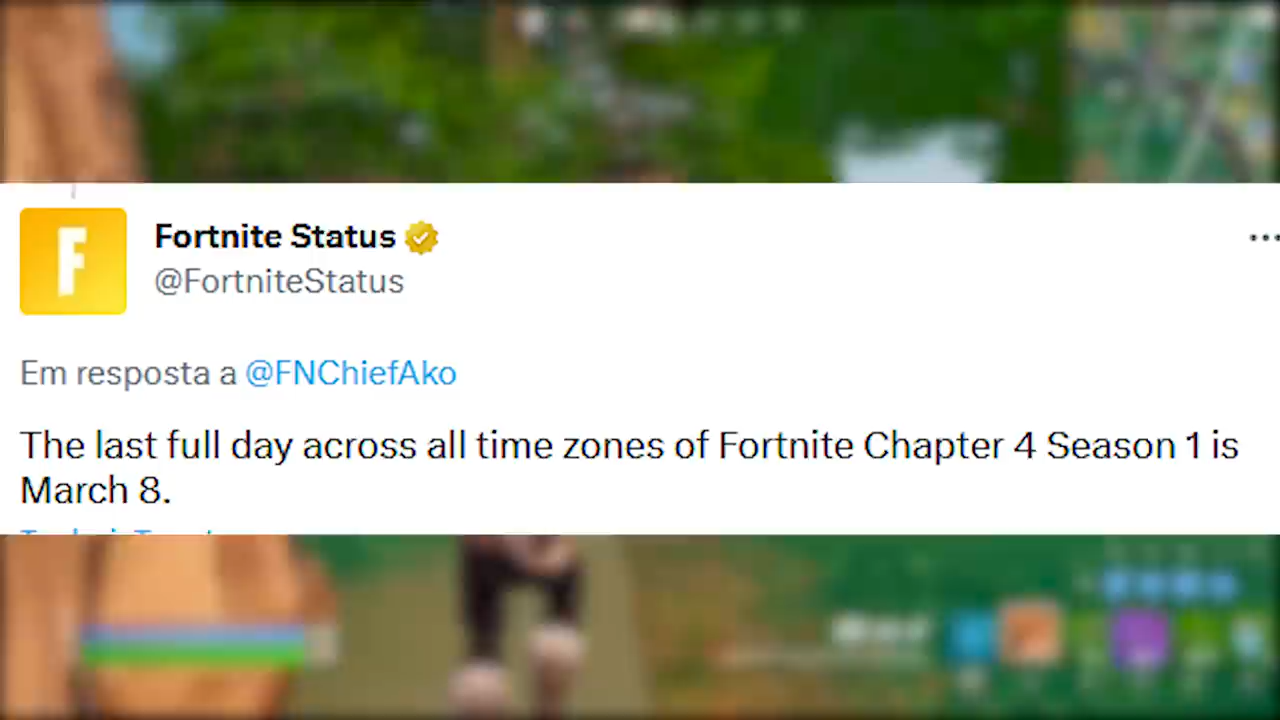 F
Fortnite Status
@FortniteStatus
Em resposta a @FNChiefAko
The last full day across all time zones of Fortnite Chapter 4 Season 1 is
March 8.